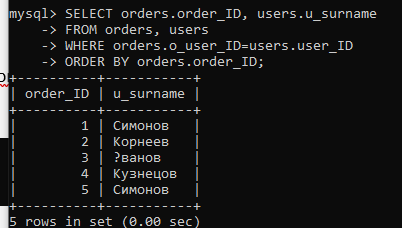 mysql> SELECT orders.order_ID, users.u_surname
-> FROM orders, users
-> WHERE orders.o_user_ID=users.user_ID
-> ORDER BY orders.order_ID;
+----------+-----------+
| order_ID | u_surname |
+----------+-----------+
| 1 | Симонов |
| 2 | Корнеев |
| 3 | ?ванов |
| 4 | Кузнецов |
| 5 | Симонов |
+----------+-----------+
5 rows in set (0.00 sec)